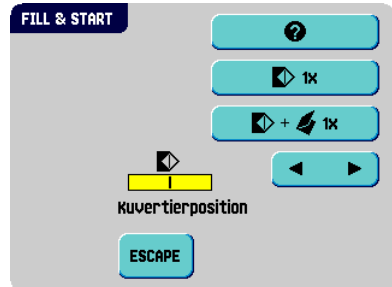 FILL & START
?
1x
+ 1x
Kuvertierposition
ESCAPE